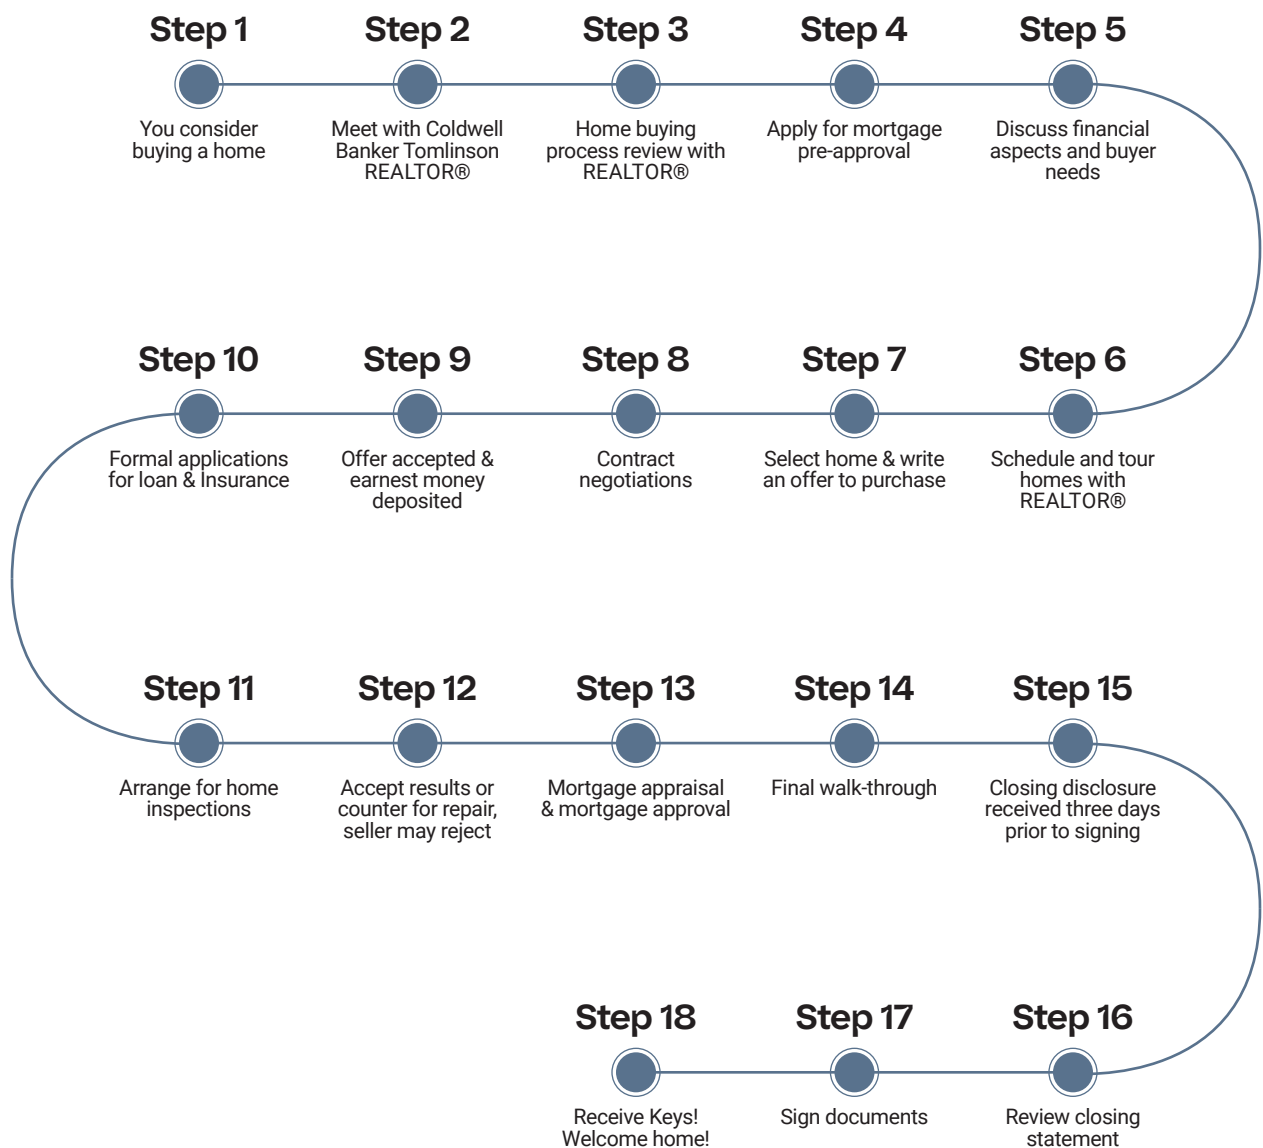 Step 1
You consider
buying a home
Step 2
Meet with Coldwell
Banker Tomlinson
REALTOR®
Step 3
Home buying
process review with
REALTOR®
Step 4
Apply for mortgage
pre-approval
Step 5
Discuss financial
aspects and buyer
needs
Step 6
Schedule and tour
homes with
REALTOR®
Step 7
Select home & write
an offer to purchase
Step 8
Contract
negotiations
Step 9
Offer accepted &
earnest money
deposited
Step 10
Formal applications
for loan & Insurance
Step 11
Arrange for home
inspections
Step 12
Accept results or
counter for repair,
seller may reject
Step 13
Mortgage appraisal
& mortgage approval
Step 14
Final walk-through
Step 15
Closing disclosure
received three days
prior to signing
Step 16
Review closing
statement
Step 17
Sign documents
Step 18
Receive Keys!
Welcome home!